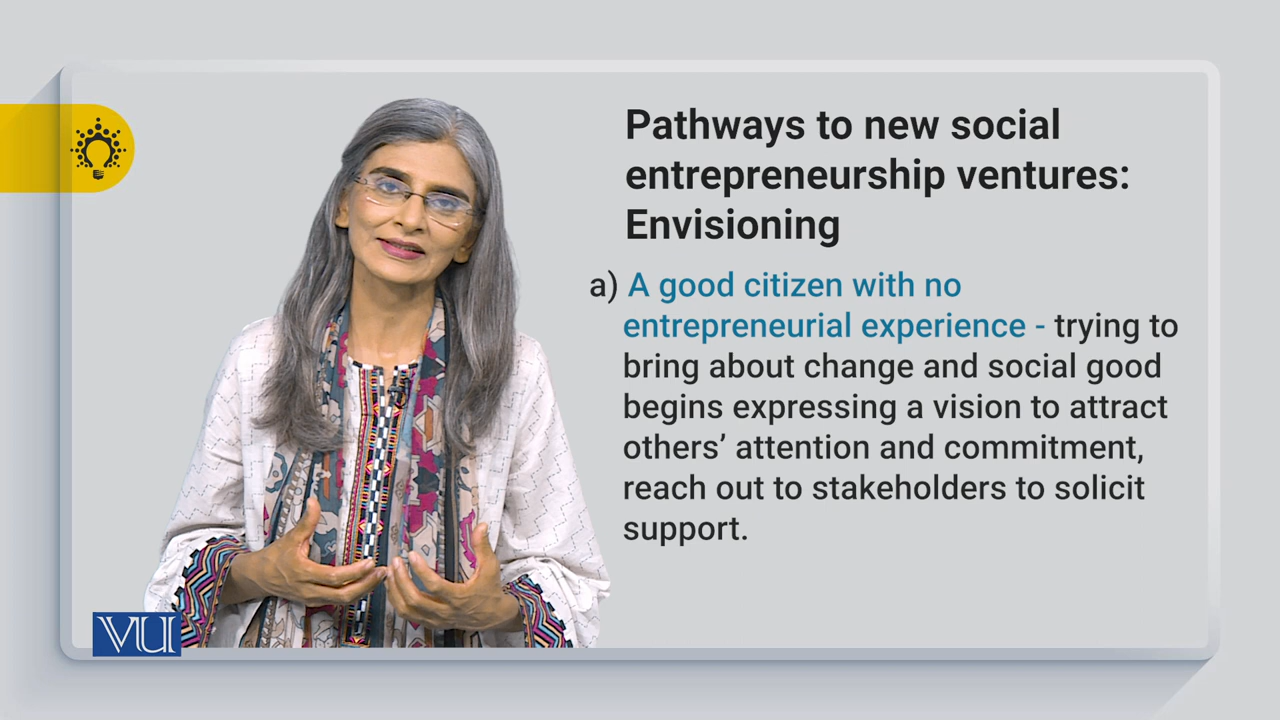 Pathways to new social
entrepreneurship ventures:
Envisioning
a) A good citizen with no
entrepreneurial experience - trying to
bring about change and social good
begins expressing a vision to attract
others’ attention and commitment,
reach out to stakeholders to solicit
support.
VU